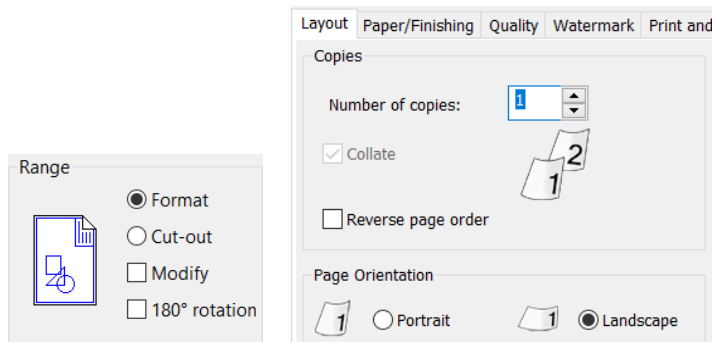 Range
Format
Cut-out
Modify
180° rotation
Layout Paper/Finishing Quality Watermark Print and
Copies
Number of copies: 1
Collate
1 2
Reverse page order
Page Orientation
1 Portrait 1 Landscape